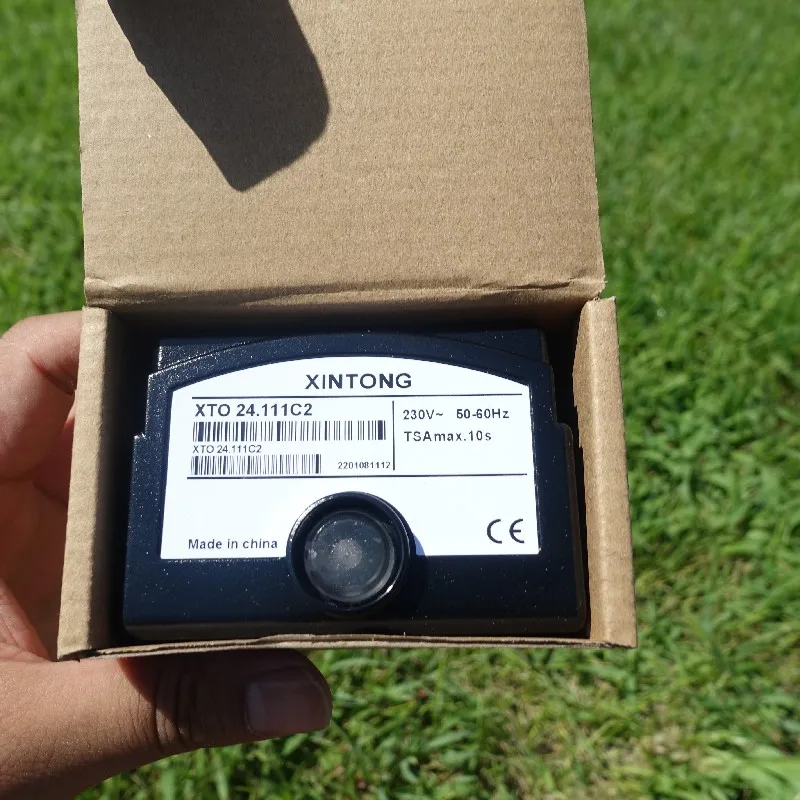 XINTONG
XTO 24.111C2
230V~ 50-60Hz
TSAmax.10s
XTO 24.111C2
2201081112
Made in china
CE